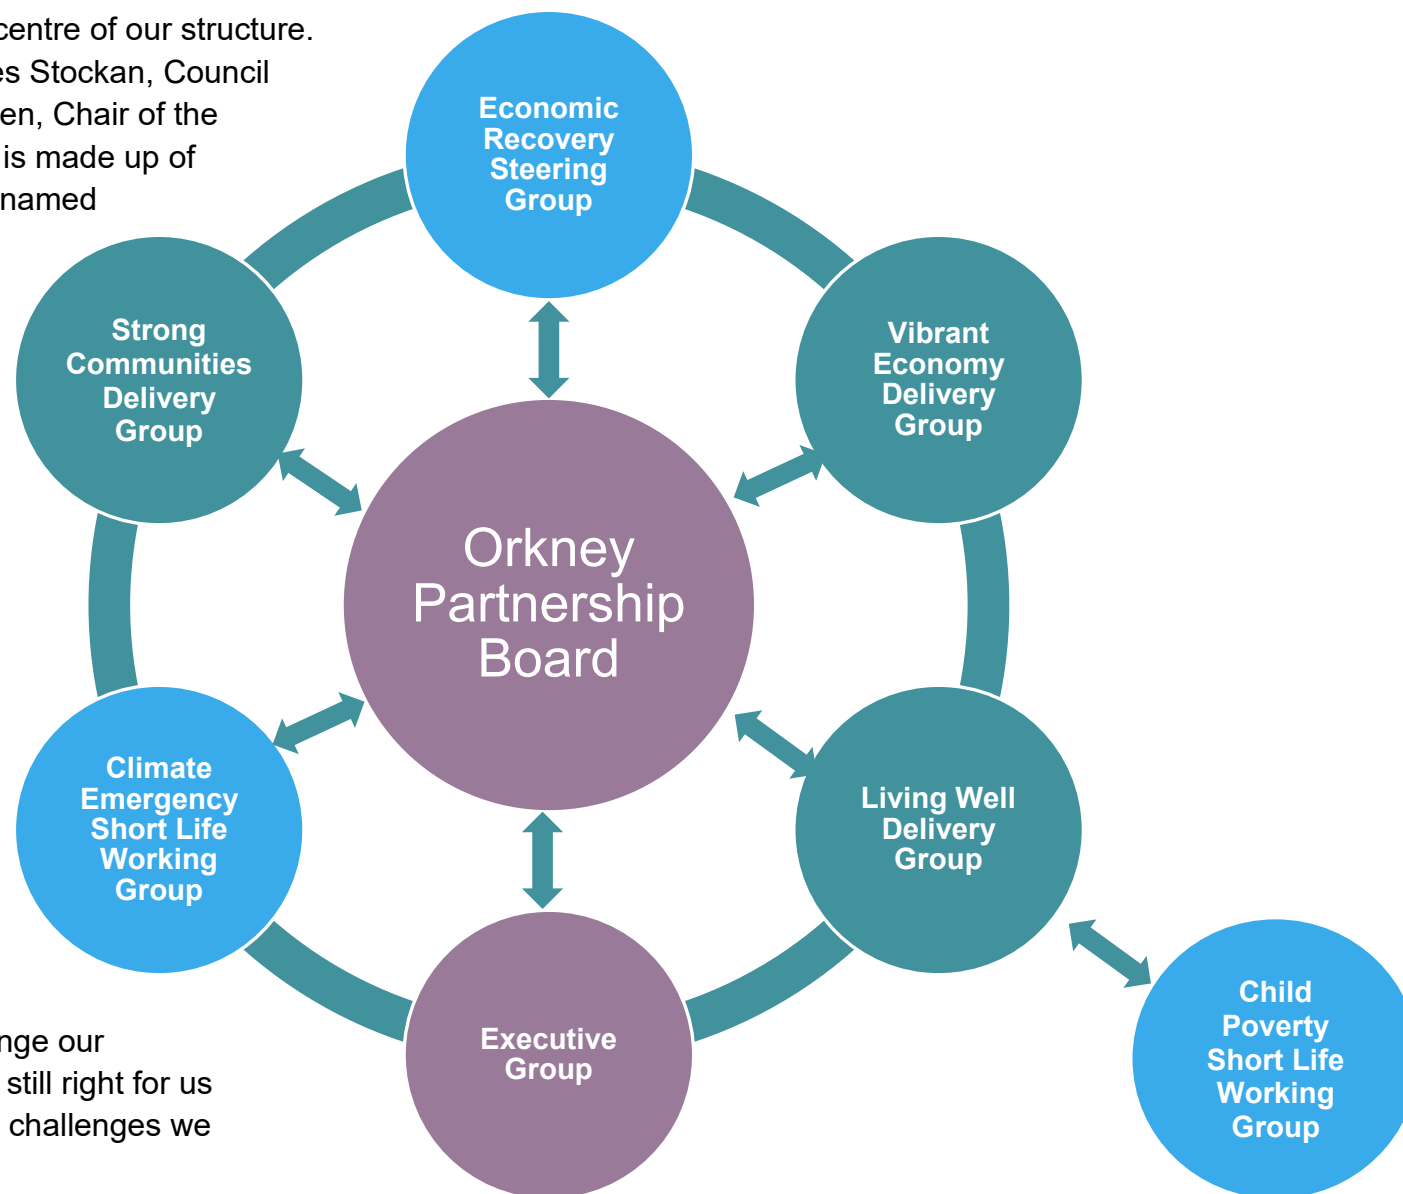 centre of our structure.
es Stockan, Council
en, Chair of the
is made up of
named
Economic
Recovery
Steering
Group
Strong
Communities
Delivery
Group
Vibrant
Economy
Delivery
Group
Orkney
Partnership
Board
Climate
Emergency
Short Life
Working
Group
Living Well
Delivery
Group
Executive
Group
Child
Poverty
Short Life
Working
Group
nge our
still right for us
challenges we